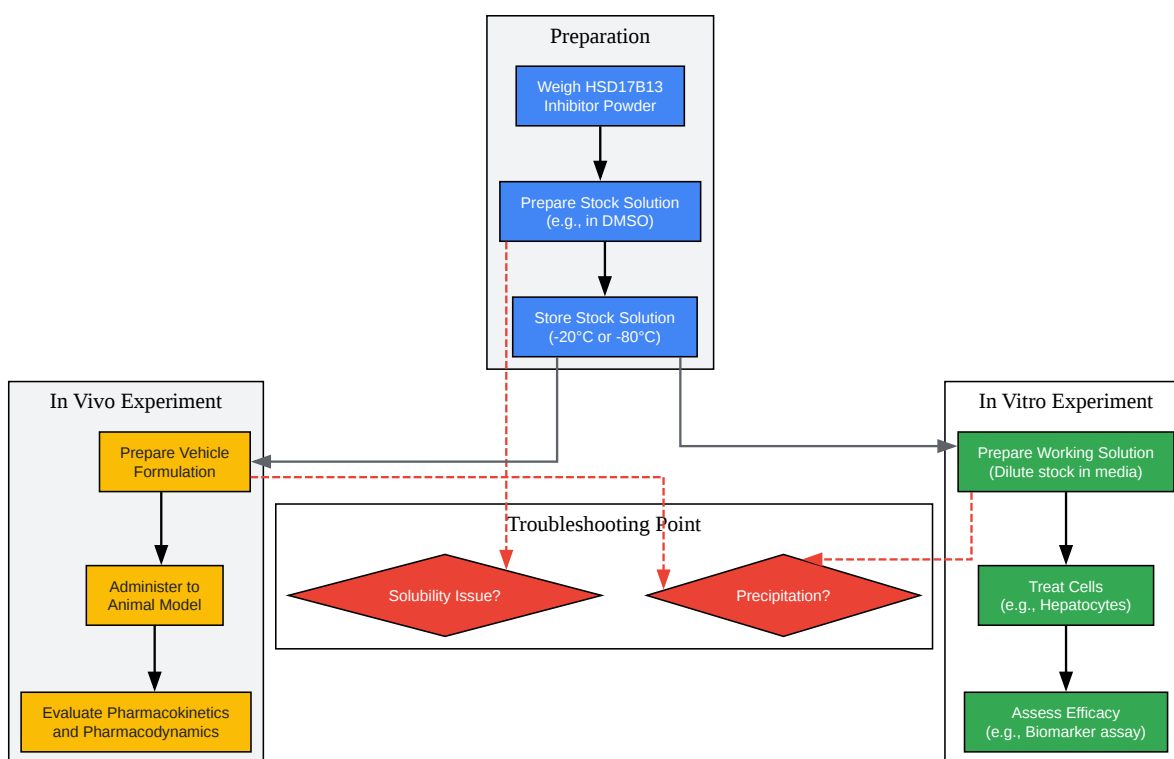 Preparation
Weigh HSD17B13
Inhibitor Powder
Prepare Stock Solution
(e.g., in DMSO)
Store Stock Solution
(-20°C or -80°C)
In Vivo Experiment
Prepare Vehicle
Formulation
Administer to
Animal Model
Evaluate Pharmacokinetics
and Pharmacodynamics
Troubleshooting Point
Solubility Issue?
Precipitation?
In Vitro Experiment
Prepare Working Solution
(Dilute stock in media)
Treat Cells
(e.g., Hepatocytes)
Assess Efficacy
(e.g., Biomarker assay)